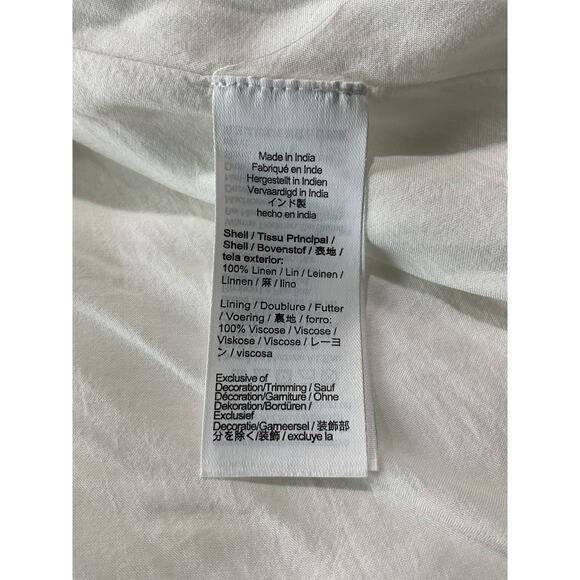 Made in India
Fabriqué en Inde
Hergestellt in Indien
Vervaardigd in India
インド製
hecho en india
Shell / Tissu Principal /
Shell / Bovenstof / 表地 /
tela exterior:
100% Linen / Lin / Leinen /
Linnen / 麻 / lino
Lining / Doublure / Futter
/ Voering / 裏地 / forro:
100% Viscose / Viscose /
Viskose / Viscose / レーヨ
ン / viscosa
Exclusive of
Decoration/Trimming / Sauf
Décoration/Garniture / Ohne
Dekoration/Bordüren /
Exclusief
Decoratie/Garneersel / 装飾部
分を除く/装飾 / excluye la